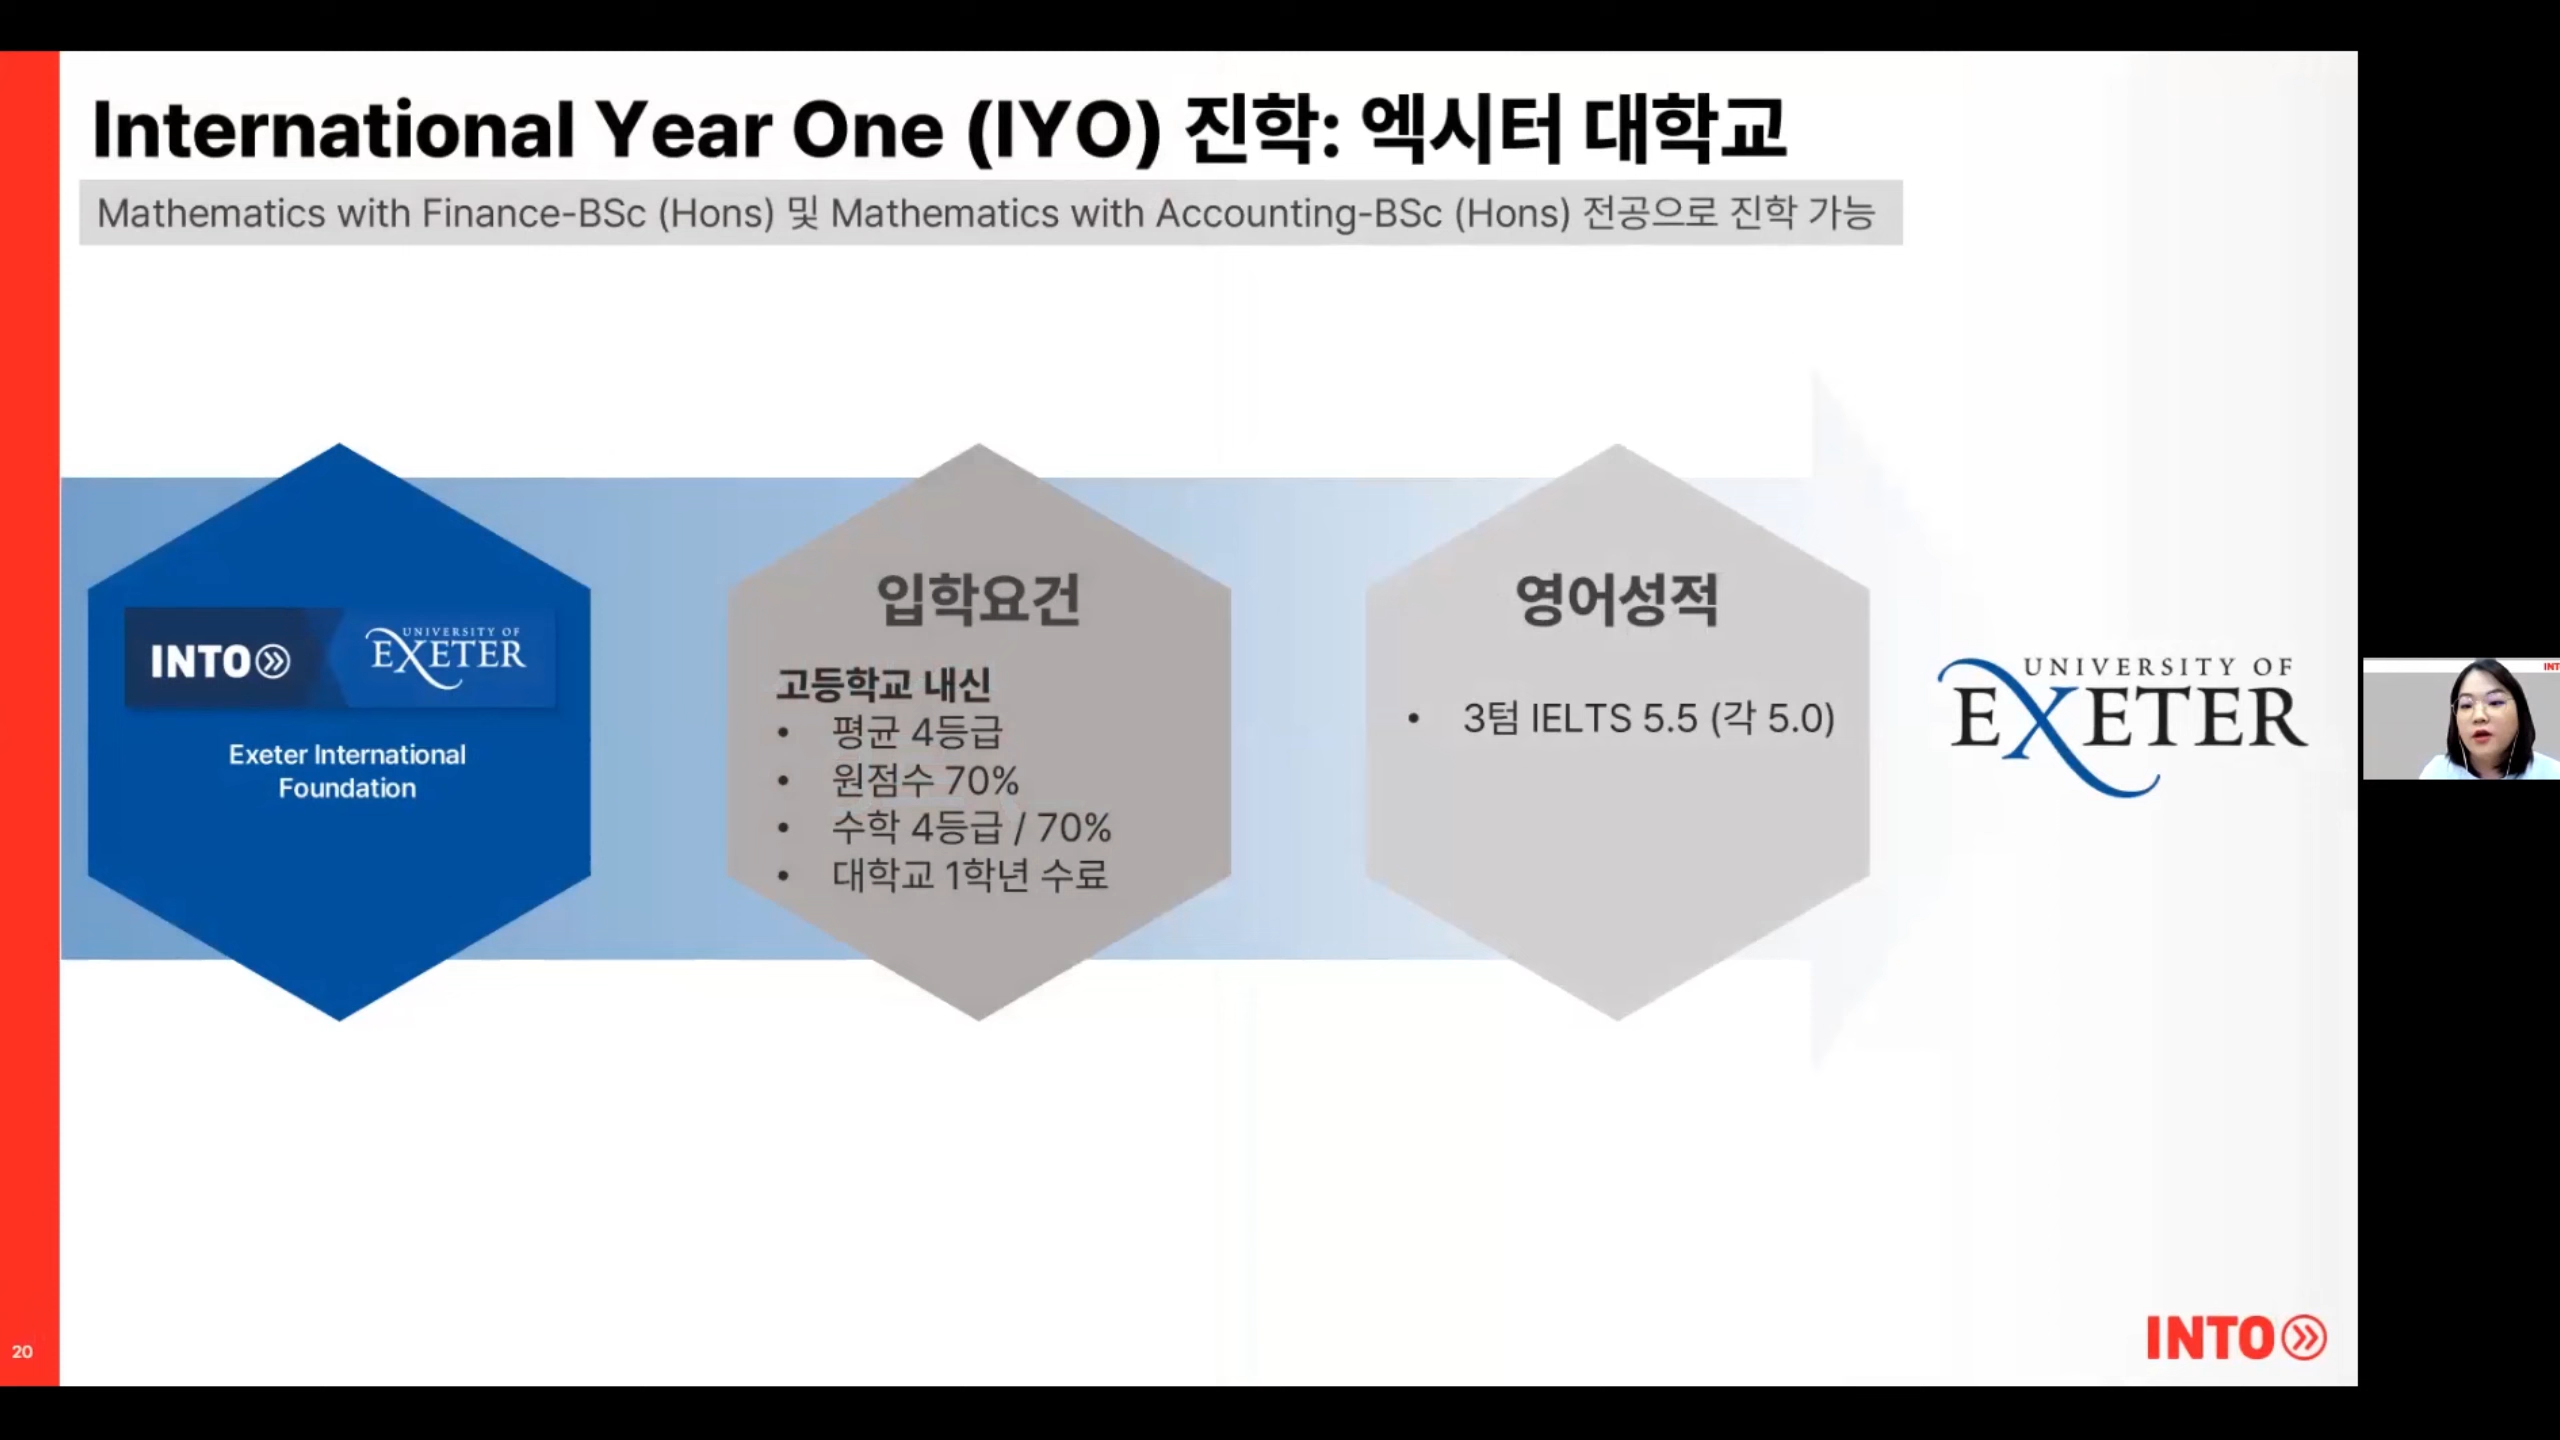 International Year One (IYO) 진학: 엑시터 대학교
Mathematics with Finance-BSc (Hons) 및 Mathematics with Accounting-BSc (Hons) 전공으로 진학 가능
INTO
UNIVERSITY OF
EXETER
Exeter International
Foundation
입학요건
고등학교 내신
• 평균 4등급
• 원점수 70%
• 수학 4등급 / 70%
• 대학교 1학년 수료
영어성적
• 3텀 IELTS 5.5 (각 5.0)
UNIVERSITY OF
EXETER
INT
20
INTO